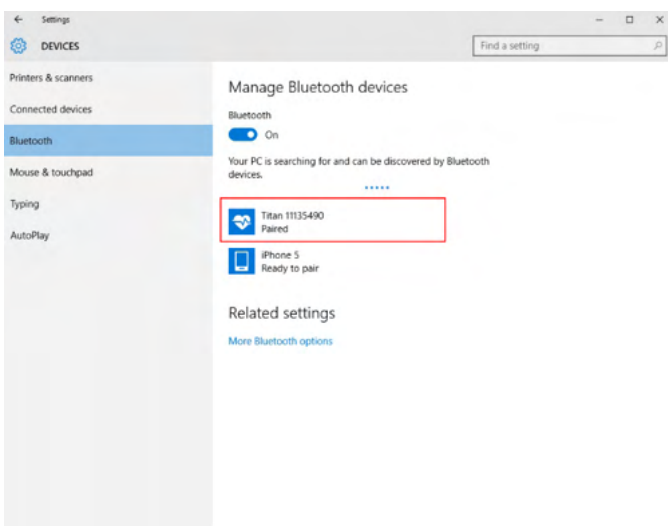 Settings
DEVICES
Find a setting
Printers & scanners
Connected devices
Bluetooth
Mouse & touchpad
Typing
AutoPlay
Manage Bluetooth devices
Bluetooth
On
Your PC is searching for and can be discovered by Bluetooth
devices.
Titan 11135490
Paired
iPhone 5
Ready to pair
Related settings
More Bluetooth options